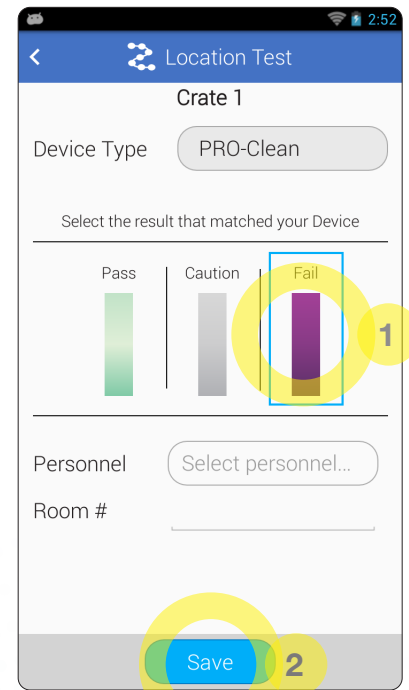 2:52
Location Test
Crate 1
Device Type PRO-Clean
Select the result that matched your Device
Pass Caution Fail
1
Personnel Select personnel...
Room #
Save 2